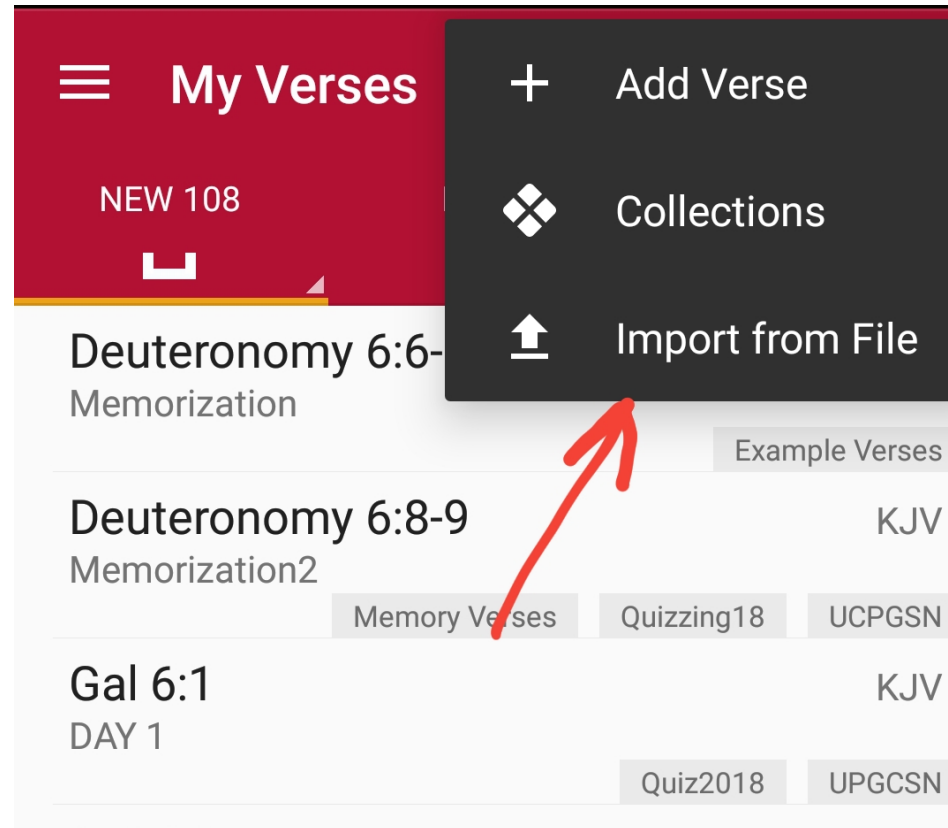 My Verses
Add Verse
NEW 108
Collections
Import from File
Deuteronomy 6:6-
Memorization
Example Verses
Deuteronomy 6:8-9
KJV
Memorization2
Memory Verses
Quizzing18
UCPGSN
Gal 6:1
KJV
DAY 1
Quiz2018
UPGCSN